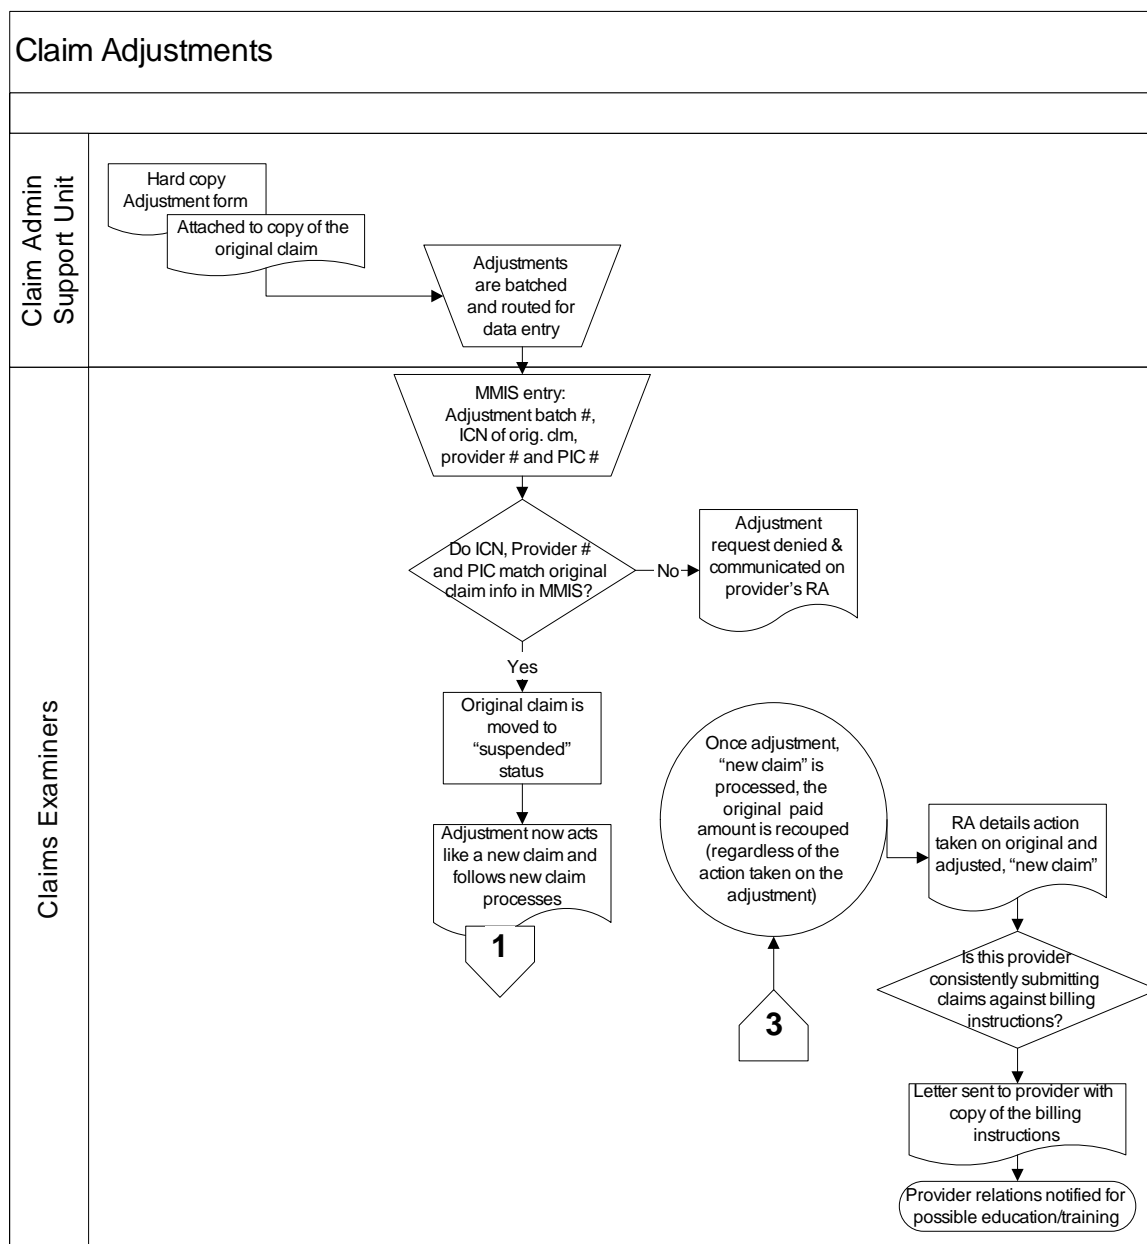 Claim Adjustments
Claim Admin
Support Unit
Hard copy
Adjustment form
Attached to copy of the
original claim
Adjustments
are batched
and routed for
data entry
Claims Examiners
MMIS entry:
Adjustment batch #,
ICN of orig. clm,
provider # and PIC #
Do ICN, Provider #
and PIC match original
claim info in MMIS?
No
Adjustment
request denied &
communicated on
provider's RA
Yes
Original claim is
moved to
“suspended”
status
Adjustment now acts
like a new claim and
follows new claim
processes
1
Once adjustment,
“new claim” is
processed, the
original paid
amount is recouped
(regardless of the
action taken on the
adjustment)
3
RA details action
taken on original and
adjusted, “new claim”
Is this provider
consistently submitting
claims against billing
instructions?
Letter sent to provider with
copy of the billing
instructions
Provider relations notified for
possible education/training